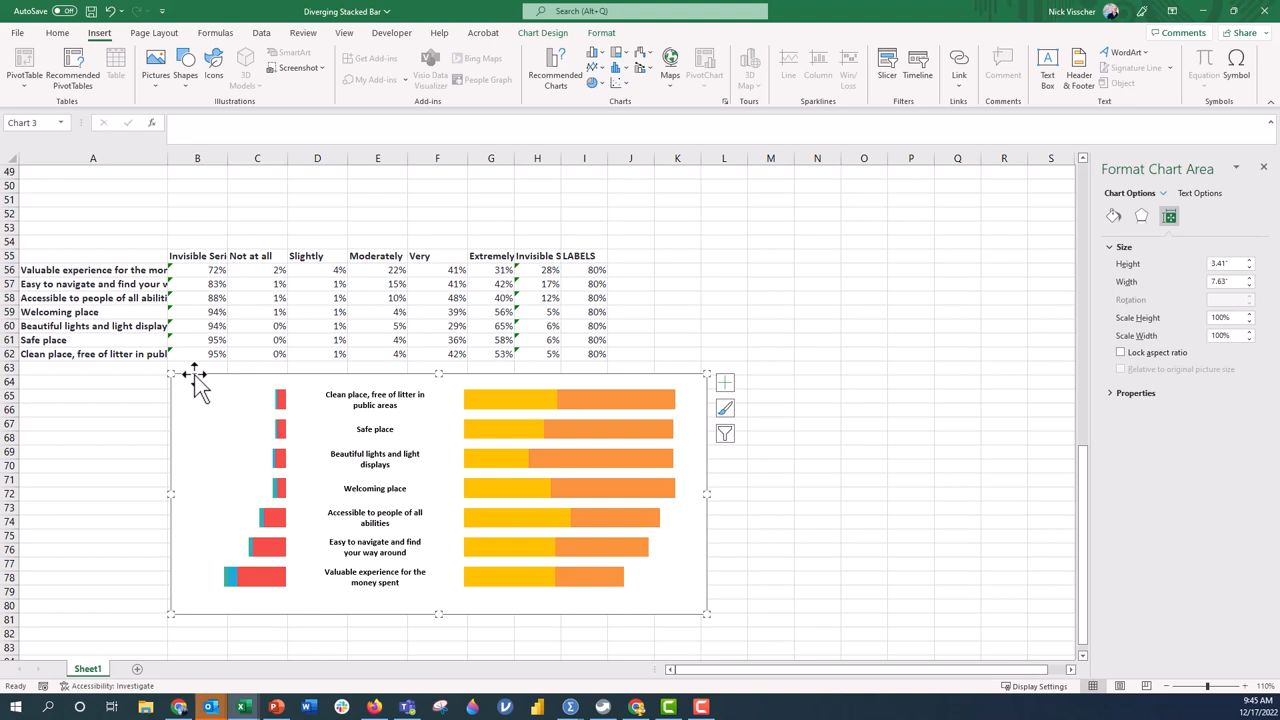 AutoSave Off Diverging Stacked Bar Search (Alt+Q) Nick Visscher
File Home Insert Page Layout Formulas Data Review View Developer Help Acrobat Chart Design Format Comments Share
PivotTable Recommended PivotTables Table Pictures Shapes Icons 3D Models SmartArt Screenshot Get Add-ins My Add-ins Visio Data Visualizer Bing Maps People Graph Recommended Charts Maps PivotChart 3D Map Line Column Win/Loss Slicer Timeline Link Comment Text Box Header & Footer WordArt Signature Line Object Equation Symbol
Tables Illustrations Add-ins Charts Tours Sparklines Filters Links Comments Text Symbols
Chart 3 fx
A B C D E F G H I J K L M N O P Q R S
49
50
51
52
53
54
55 Invisible Seri Not at all Slightly Moderately Very Extremely Invisible S LABELS
56 Valuable experience for the mor 72% 2% 4% 22% 41% 31% 28% 80%
57 Easy to navigate and find your v 83% 1% 1% 15% 41% 42% 17% 80%
58 Accessible to people of all abiliti 88% 1% 1% 10% 48% 40% 12% 80%
59 Welcoming place 94% 1% 1% 4% 39% 56% 5% 80%
60 Beautiful lights and light display 94% 0% 1% 5% 29% 65% 6% 80%
61 Safe place 95% 0% 1% 4% 36% 58% 6% 80%
62 Clean place, free of litter in publ 95% 0% 1% 4% 42% 53% 5% 80%
63
64
65
66
67
68
69
70
71
72
73
74
75
76
77
78
79
80
81
82
83
84
Clean place, free of litter in
public areas
Safe place
Beautiful lights and light
displays
Welcoming place
Accessible to people of all
abilities
Easy to navigate and find
your way around
Valuable experience for the
money spent
Format Chart Area
Chart Options Text Options
Size
Height 3.41"
Width 7.63"
Rotation
Scale Height 100%
Scale Width 100%
Lock aspect ratio
Relative to original picture size
Properties
Sheet1
Ready Accessibility: Investigate Display Settings 110%
9:45 AM
12/17/2022